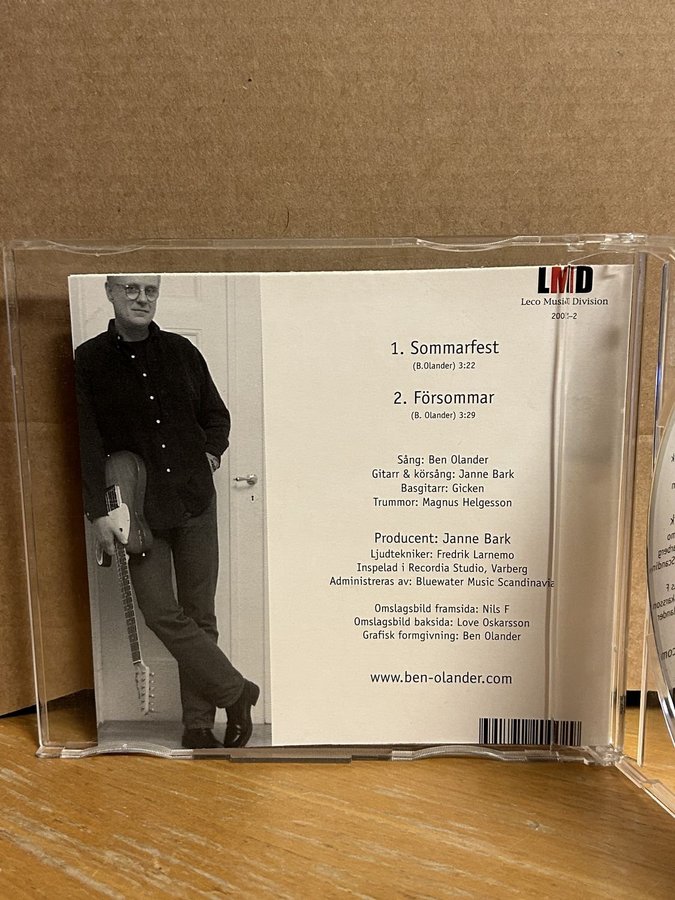 LMD
Leco Music Division
1. Sommarfest
(B.Olander) 3:22
2. Försommar
(B. Olander) 3:29
Sång: Ben Olander
Gitarr & körsång: Janne Bark
Basgitarr: Gicken
Trummor: Magnus Helgesson
Producent: Janne Bark
Ljudtekniker: Fredrik Larnemo
Inspelad i Recordia Studio, Varberg
Administreras av: Bluewater Music Scandinavia
Omslagsbild framsida: Nils F
Omslagsbild baksida: Love Oskarsson
Grafisk formgivning: Ben Olander
www.ben-olander.com